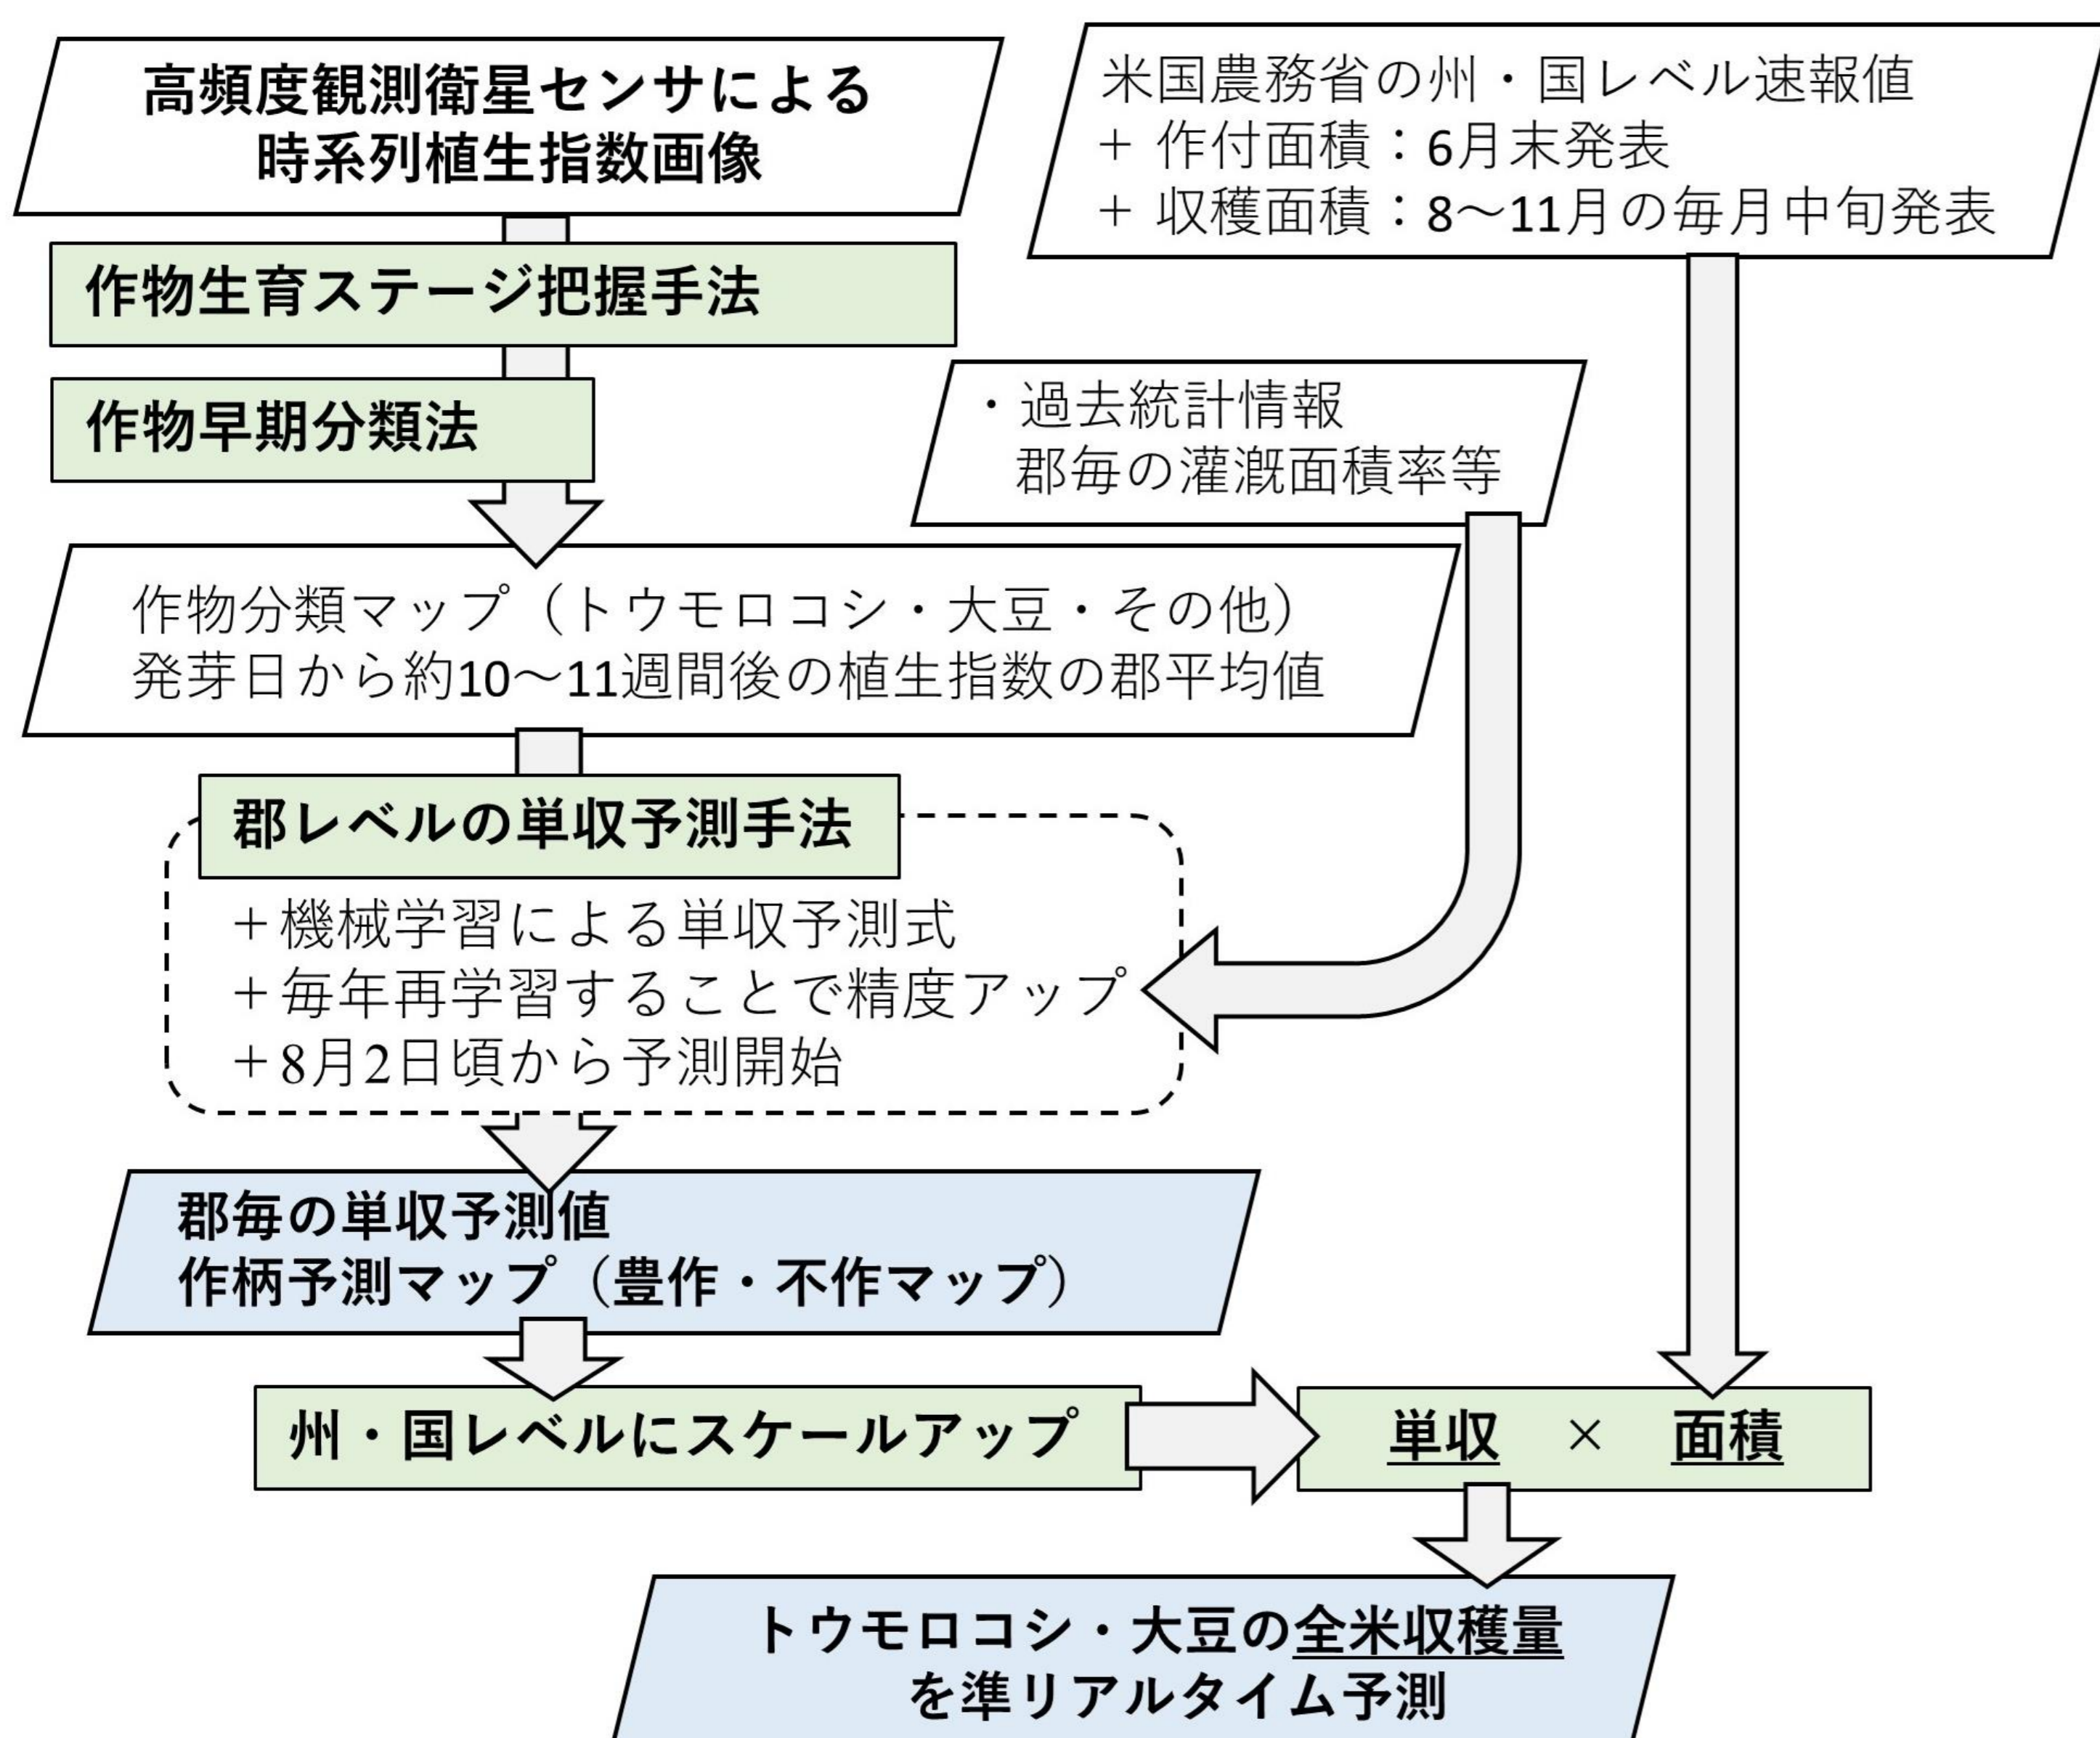 高頻度観測衛星センサによる
時系列植生指数画像
米国農務省の州・国レベル速報値
+ 作付面積：6月末発表
+ 収穫面積：8～11月の毎月中旬発表
作物生育ステージ把握手法
作物早期分類法
・過去統計情報
郡毎の灌漑面積率等
作物分類マップ（トウモロコシ・大豆・その他）
発芽日から約10～11週間後の植生指数の郡平均値
郡レベルの単収予測手法
+機械学習による単収予測式
+毎年再学習することで精度アップ
+8月2日頃から予測開始
郡毎の単収予測値
作柄予測マップ（豊作・不作マップ）
州・国レベルにスケールアップ
単収 × 面積
トウモロコシ・大豆の全米収穫量
を準リアルタイム予測